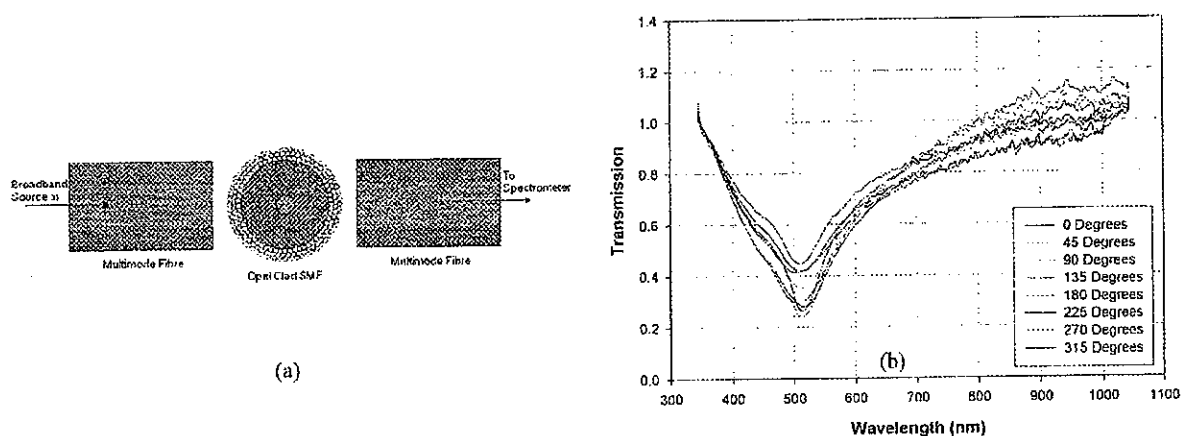 Broadband
Source in
Multimode Fibre
Opal Clad SMF
Multimode Fibre
To
Spectrometer
(a)
Transmission
1.4
1.2
1.0
0.8
0.6
0.4
0.2
0.0
300 400 500 600 700 800 900 1000 1100
Wavelength (nm)
0 Degrees
45 Degrees
90 Degrees
135 Degrees
180 Degrees
225 Degrees
270 Degrees
315 Degrees
(b)